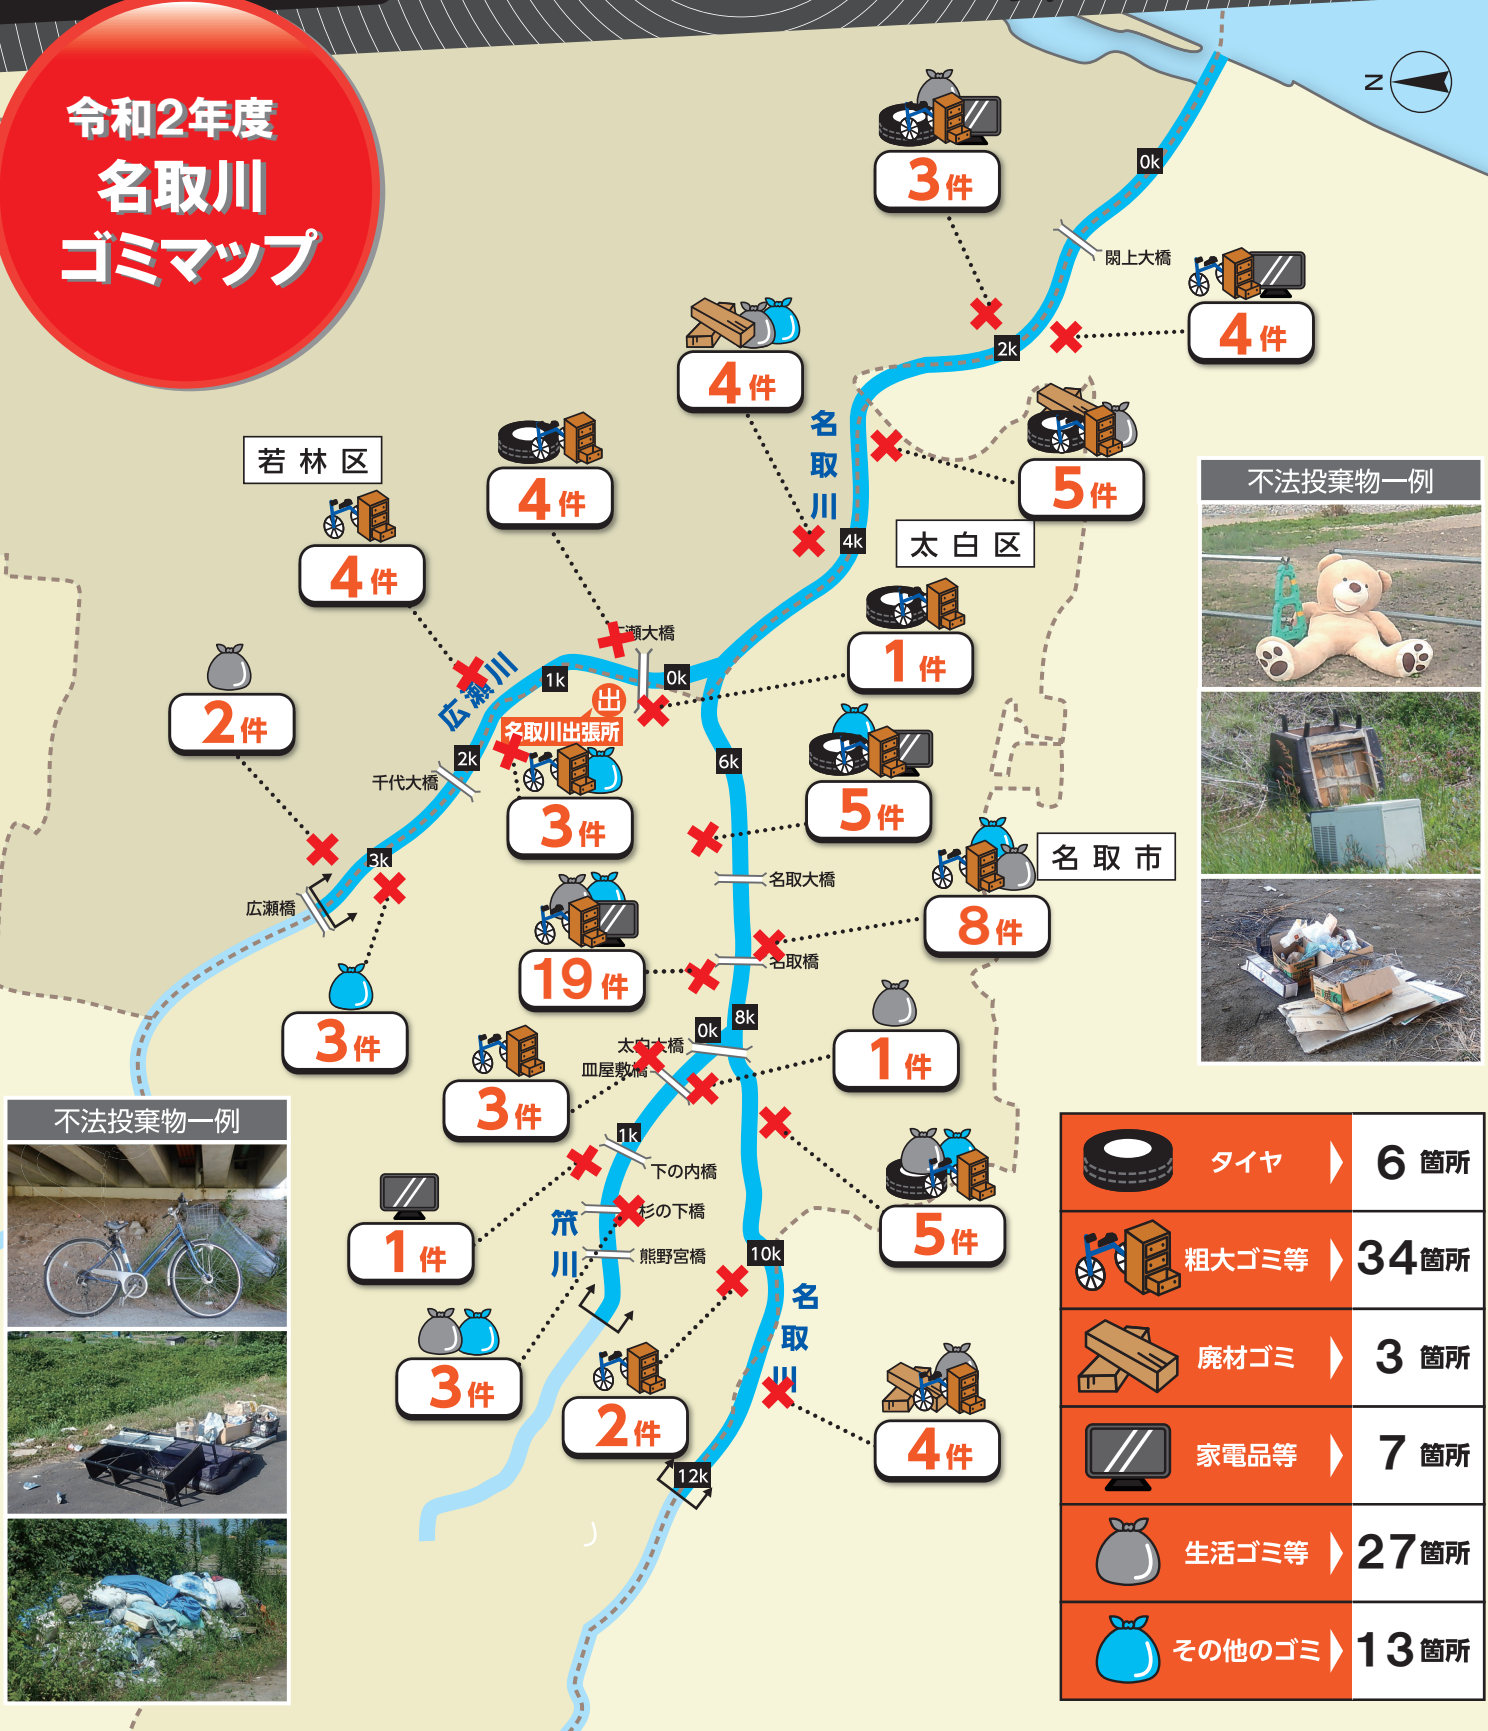 令和2年度
名取川
ゴミマップ
N
0k
閖上大橋
3件
4件
2k
4件
名取川
5件
若林区
4件
4件
4k
太白区
瀬大橋
1件
0k
1k
広瀬川
出
名取川出張所
2件
2k
千代大橋
3件
6k
5件
3k
広瀬橋
名取大橋
名取市
8件
名取橋
19件
3件
8k
0k
太白大橋
皿屋敷橋
1件
3件
1k
下の内橋
杉の下橋
熊野宮橋
笊川
1件
5件
10k
名取川
3件
2件
4件
12k
不法投棄物一例
不法投棄物一例
タイヤ 6箇所
粗大ゴミ等 34箇所
廃材ゴミ 3箇所
家電品等 7箇所
生活ゴミ等 27箇所
その他のゴミ 13箇所